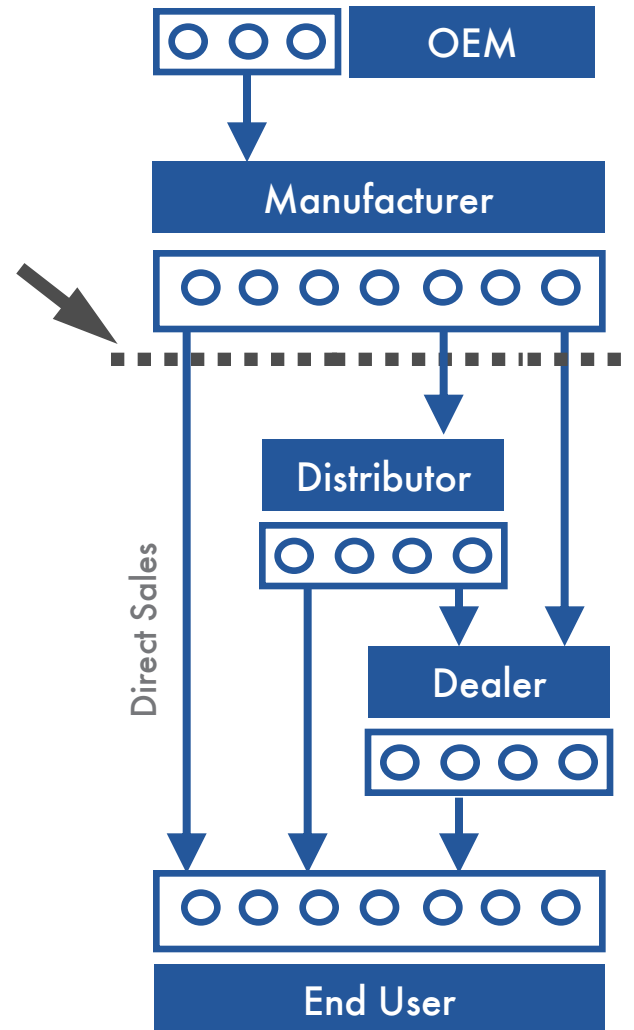 OEM
Manufacturer
Distributor
Direct Sales
Dealer
End User